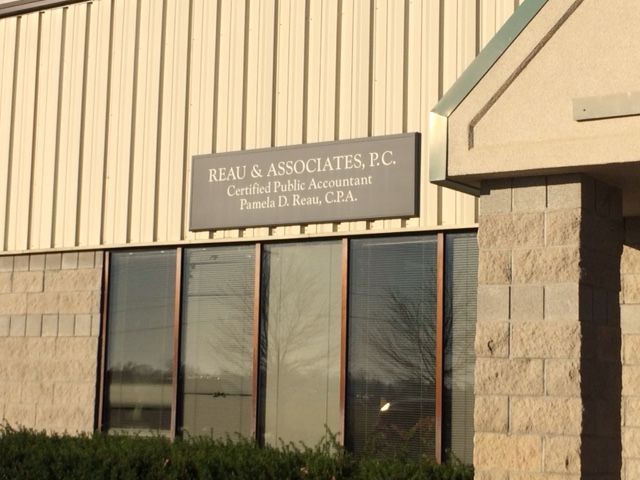 REAU & ASSOCIATES, P.C.
Certified Public Accountant
Pamela D. Reau, C.P.A.